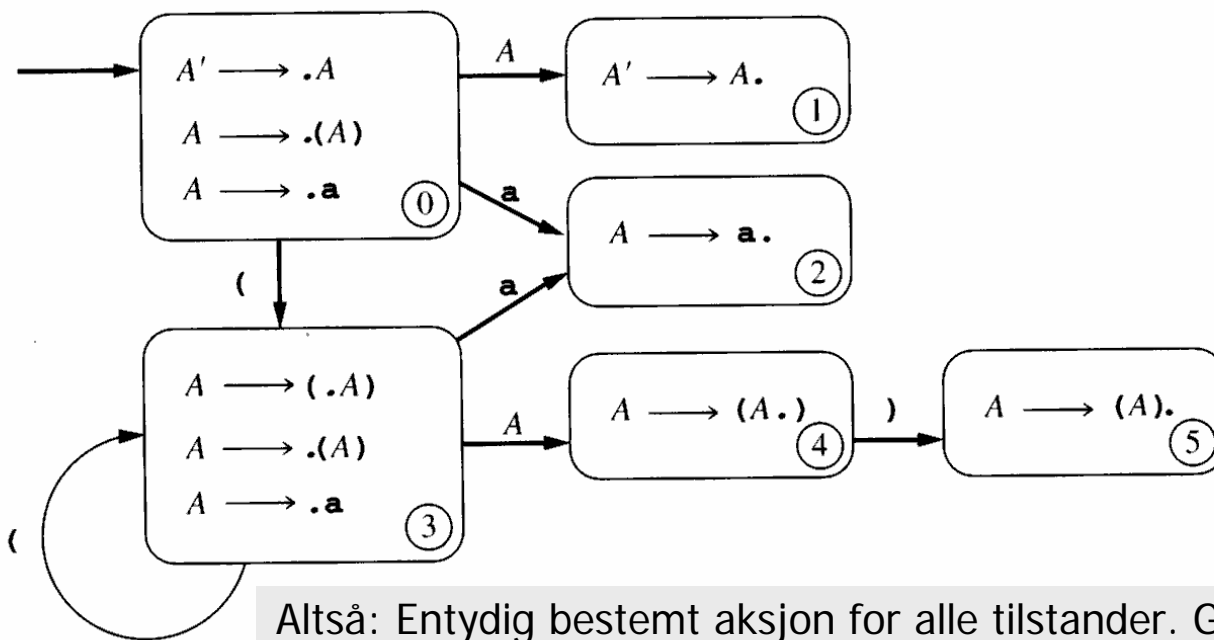 A' ⟶ .A
A ⟶ .(A)
A ⟶ .a
0
A
A' ⟶ A.
1
a
A ⟶ a.
2
(
a
A ⟶ (.A)
A ⟶ .(A)
A ⟶ .a
3
(
A
A ⟶ (A.)
4
)
A ⟶ (A).
5
Altså: Entydig bestemt aksjon for alle tilstander. G